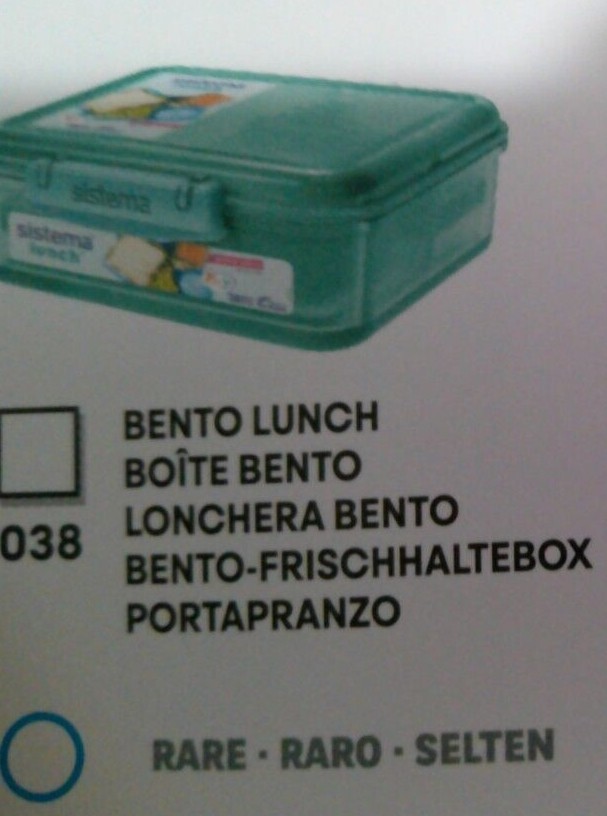 sistema
sistema
lunch
BENTO LUNCH
BOÎTE BENTO
LONCHERA BENTO
038
BENTO-FRISCHHALTEBOX
PORTAPRANZO
RARE · RARO · SELTEN